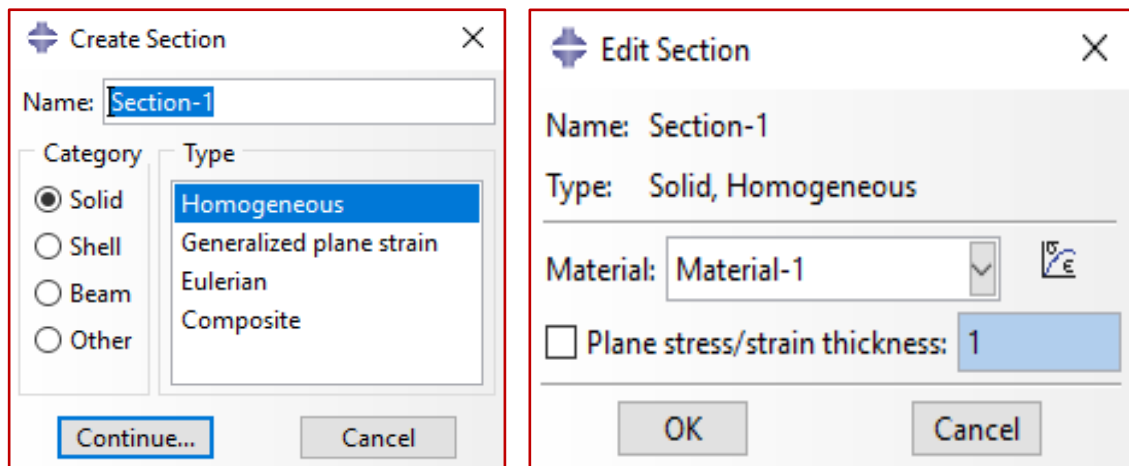 Create Section
Name: Section-1
Category Type
Solid Homogeneous
Shell Generalized plane strain
Beam Eulerian
Other Composite
Continue... Cancel
Edit Section
Name: Section-1
Type: Solid, Homogeneous
Material: Material-1 σ ε
Plane stress/strain thickness: 1
OK Cancel